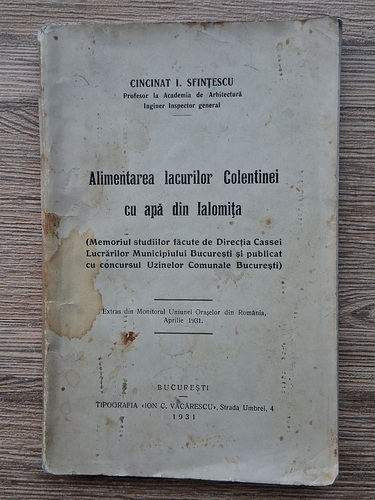 CINCINAT I. SFINȚESCU
Profesor la Academia de Arhitectură
Inginer Inspector general
Alimentarea lacurilor Colentinei
cu apă din Ialomița
(Memoriul studiilor făcute de Direcția Cassei
Lucrărilor Municipiului București și publicat
cu concursul Uzinelor Comunale București)
Extras din Monitorul Uniunei Orașelor din România,
Aprilie 1931.
BUCUREȘTI
TIPOGRAFIA «ION C. VĂCĂRESCU», Strada Umbrei, 4
1931